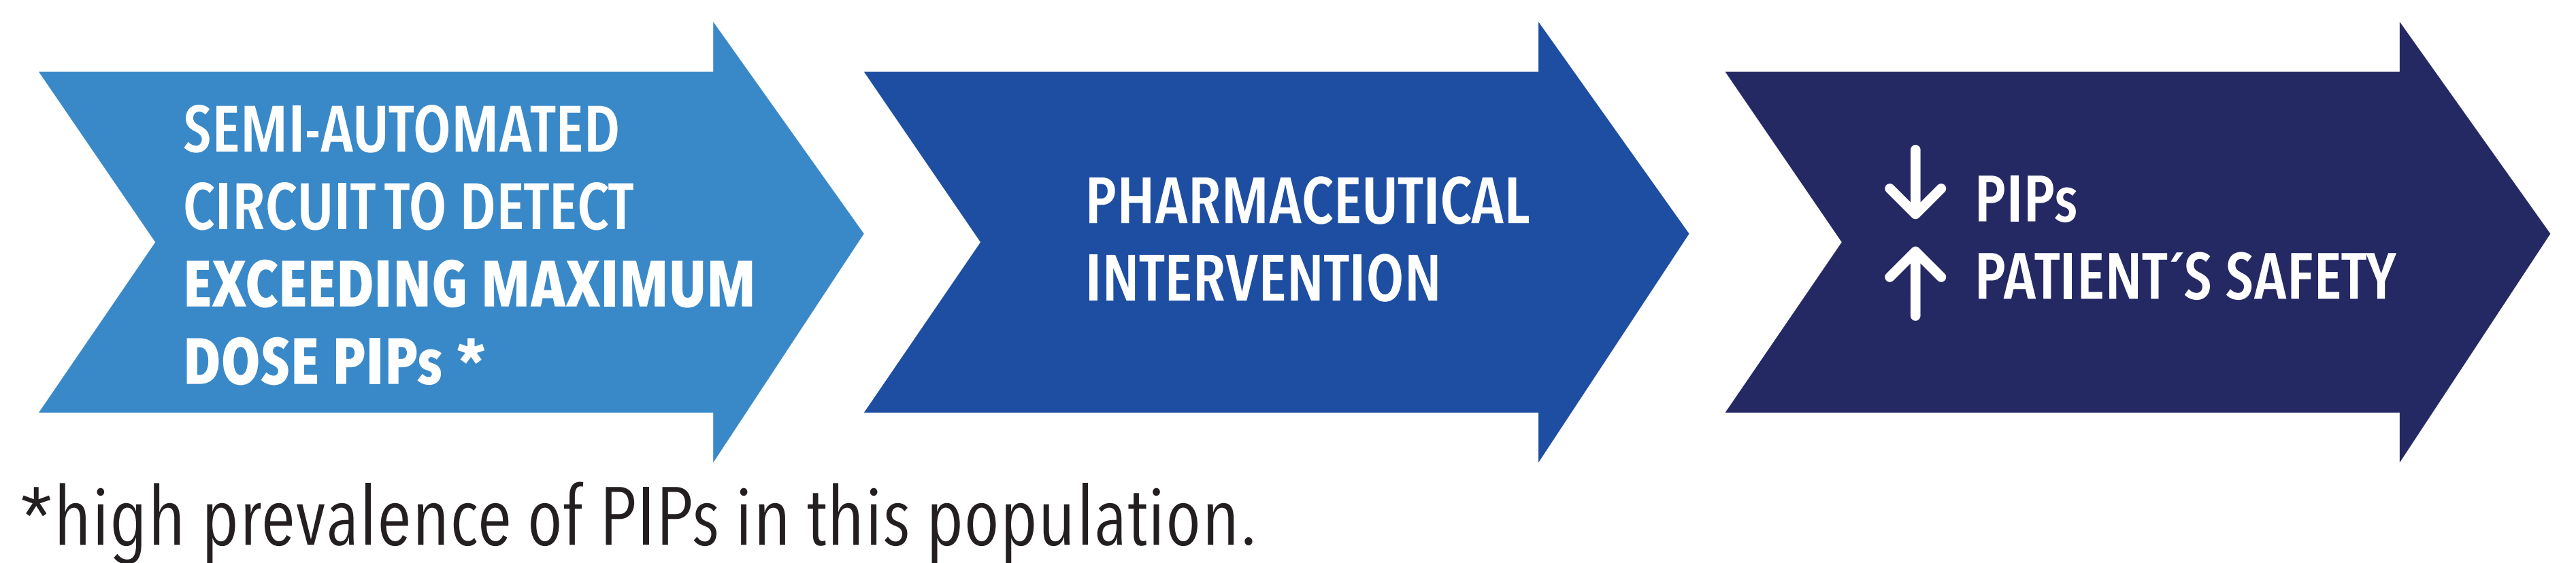 SEMI-AUTOMATED
CIRCUIT TO DETECT
EXCEEDING MAXIMUM
DOSE PIPs *
PHARMACEUTICAL
INTERVENTION
↓ PIPs
↑ PATIENT´S SAFETY
*high prevalence of PIPs in this population.